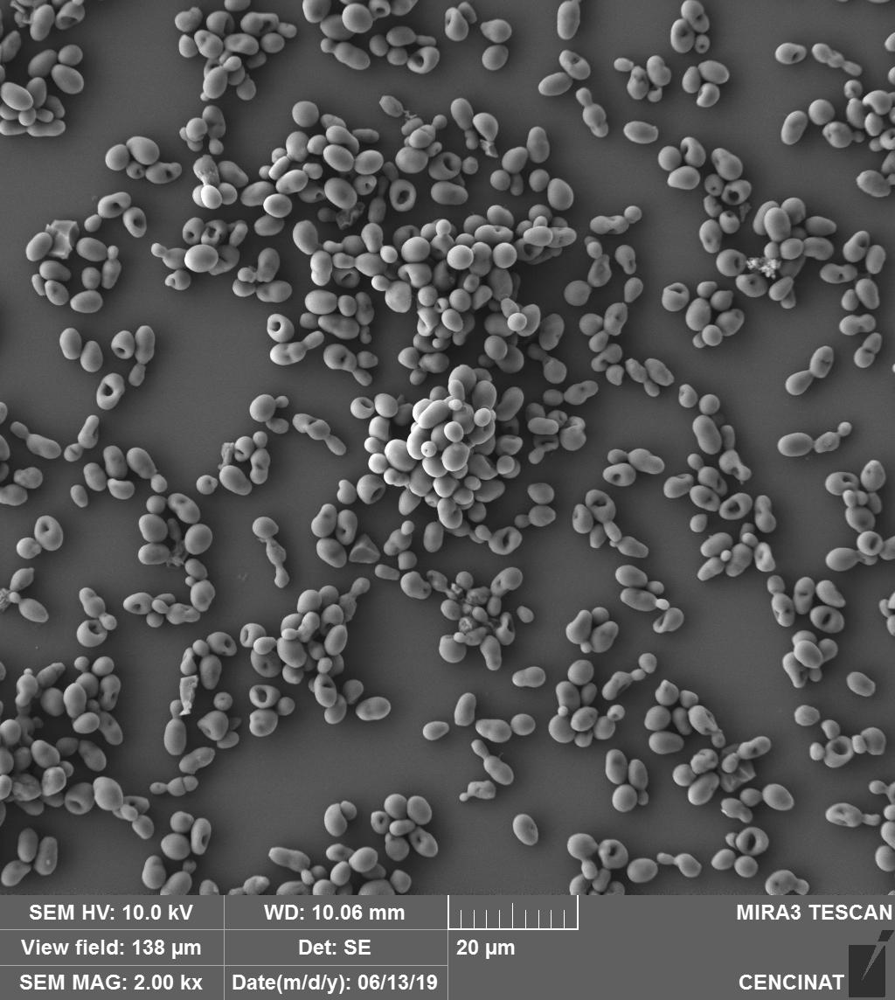 SEM HV: 10.0 kV
WD: 10.06 mm
MIRA3 TESCAN
View field: 138 µm
Det: SE
20 µm
SEM MAG: 2.00 kx
Date(m/d/y): 06/13/19
CENCINAT